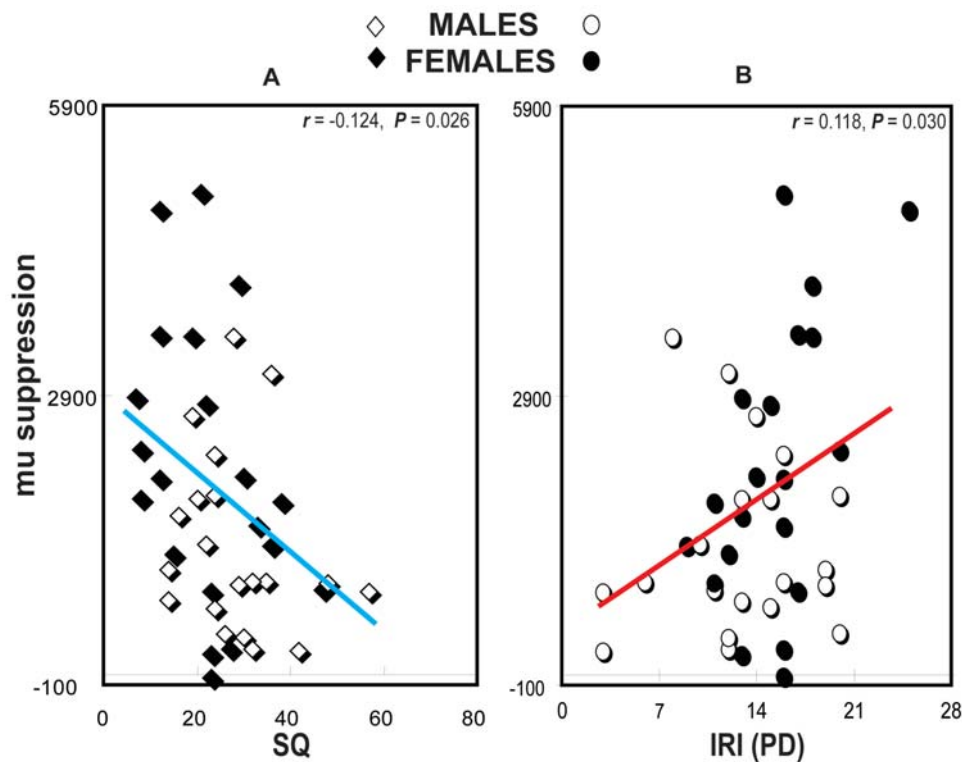 MALES
FEMALES
A
B
5900
r = -0.124, P = 0.026
5900
r = 0.118, P = 0.030
mu suppression
2900
2900
-100
-100
0
20
40
60
80
0
7
14
21
28
SQ
IRI (PD)